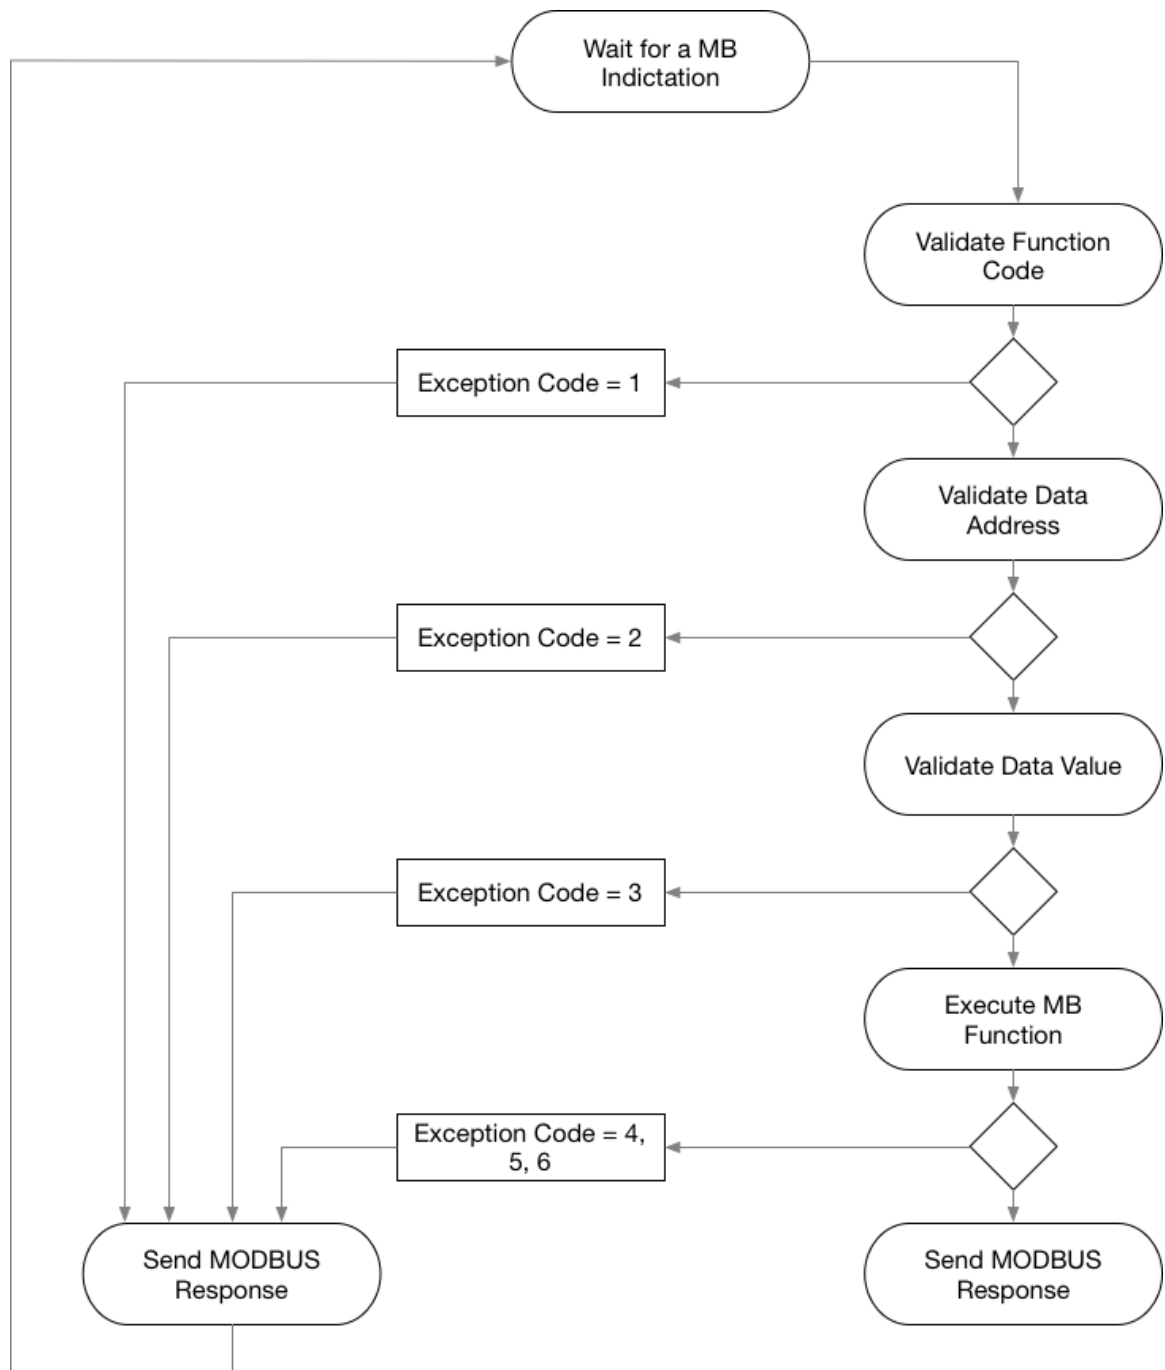 Wait for a MB
Indictation
Validate Function
Code
Exception Code = 1
Validate Data
Address
Exception Code = 2
Validate Data Value
Exception Code = 3
Execute MB
Function
Exception Code = 4,
5, 6
Send MODBUS
Response
Send MODBUS
Response